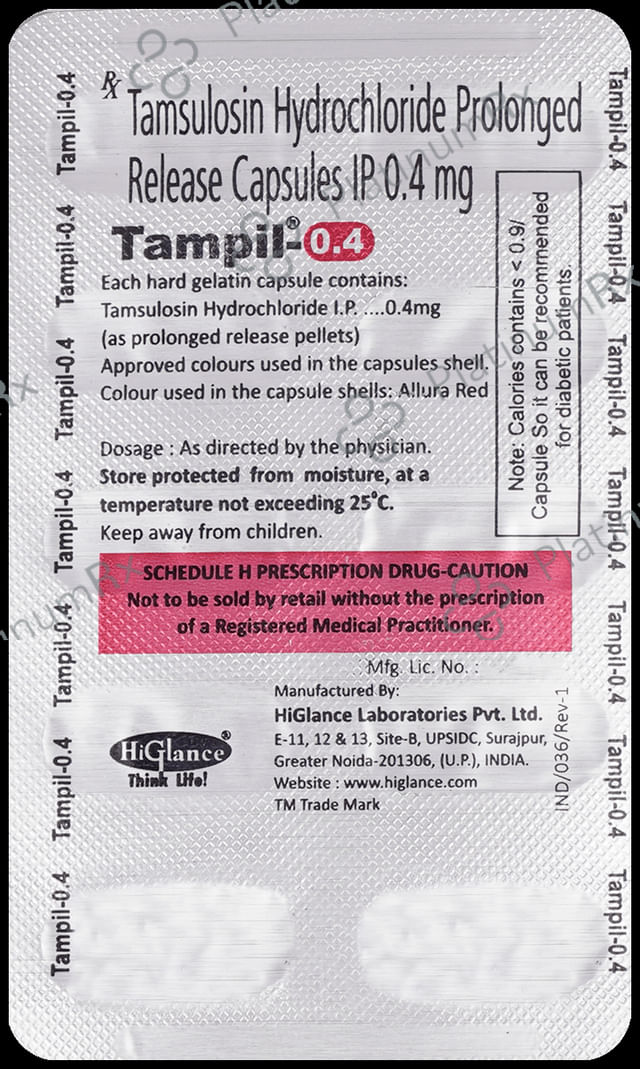 Rx Tamsulosin Hydrochloride Prolonged
Release Capsules IP 0.4 mg
Tampil®-0.4
Each hard gelatin capsule contains:
Tamsulosin Hydrochloride I.P. ....0.4mg
(as prolonged release pellets)
Approved colours used in the capsules shell.
Colour used in the capsule shells: Allura Red
Note: Calories contains < 0.9/
Capsule So it can be recommended
for diabetic patients.
Dosage : As directed by the physician.
Store protected from moisture, at a
temperature not exceeding 25°C.
Keep away from children.
SCHEDULE H PRESCRIPTION DRUG-CAUTION
Not to be sold by retail without the prescription
of a Registered Medical Practitioner.
Mfg. Lic. No. :
Manufactured By:
HiGlance Laboratories Pvt. Ltd.
E-11, 12 & 13, Site-B, UPSIDC, Surajpur,
Greater Noida-201306, (U.P.), INDIA.
Website : www.higlance.com
TM Trade Mark
HiGlance®
Think Life!
IND/036/Rev-1
Tampil-0.4
Tampil-0.4
Tampil-0.4
Tampil-0.4
Tampil-0.4
Tampil-0.4
Tampil-0.4
Tampil-0.4
Tampil-0.4
Tampil-0.4
Tampil-0.4
Tampil-0.4
Tampil-0.4
Tampil-0.4
PlatinumRx
PlatinumRx
PlatinumRx